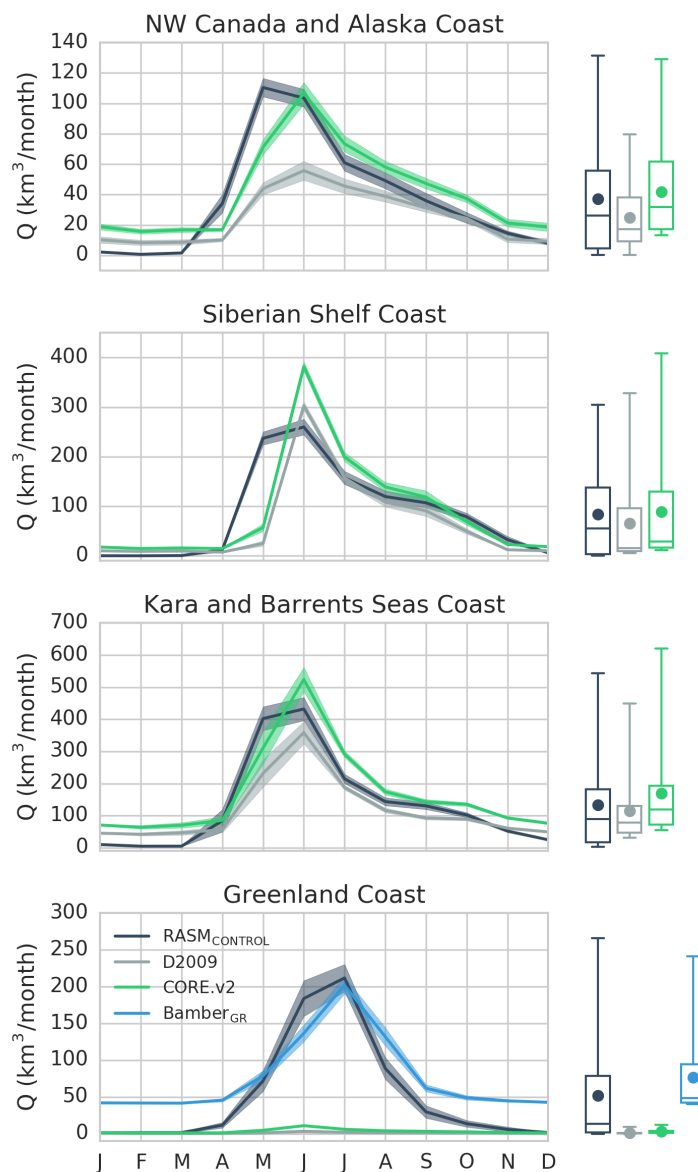 NW Canada and Alaska Coast
140
120
100
80
60
40
20
0
Q (km³/month)
Siberian Shelf Coast
400
300
200
100
0
Q (km³/month)
Kara and Barrents Seas Coast
700
600
500
400
300
200
100
0
Q (km³/month)
Greenland Coast
300
250
200
150
100
50
0
Q (km³/month)
RASM_CONTROL
D2009
CORE.v2
Bamber_GR
J F M A M J J A S O N D